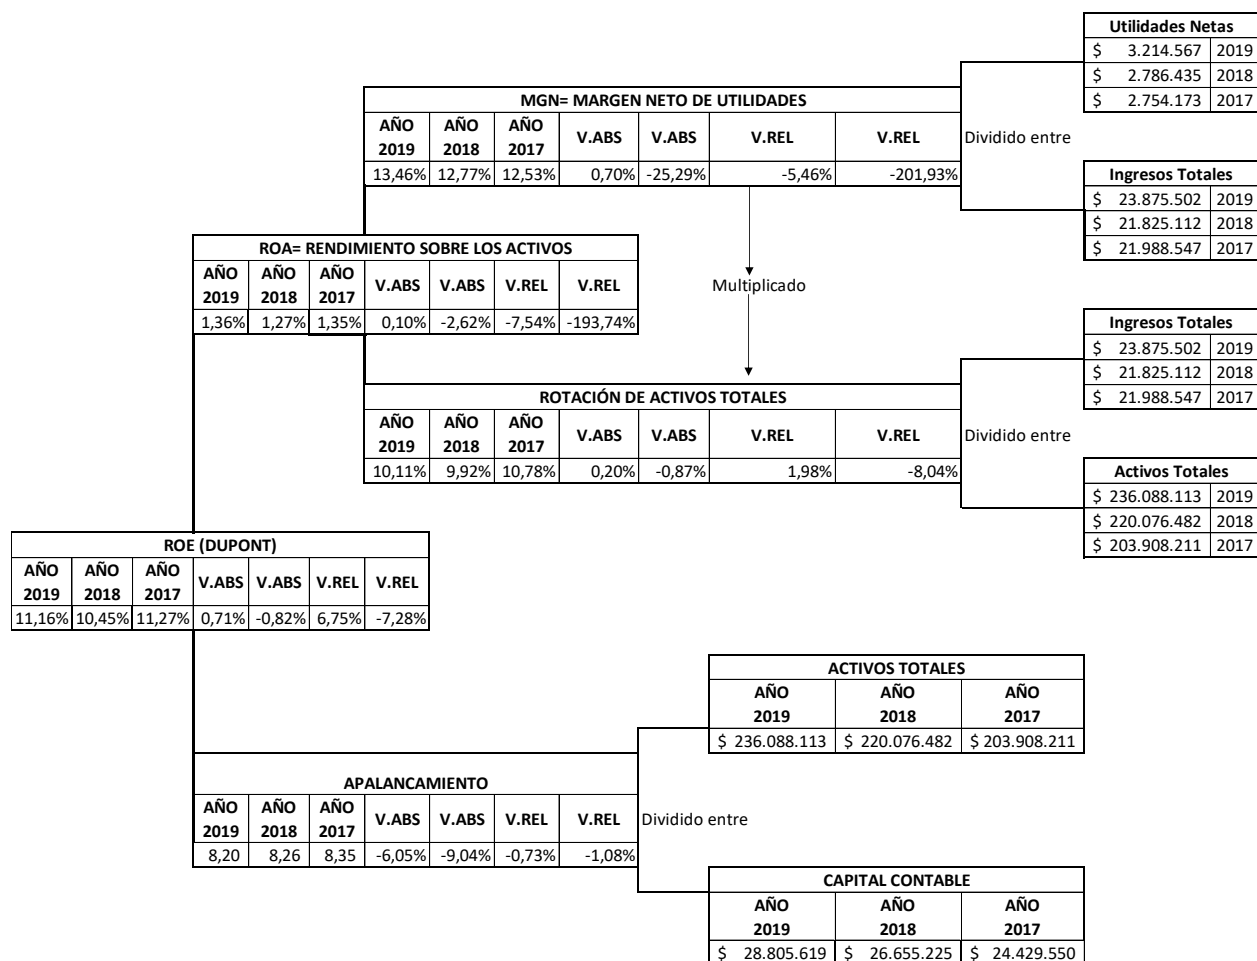 Utilidades Netas
$ 3.214.567 2019
$ 2.786.435 2018
$ 2.754.173 2017
MGN= MARGEN NETO DE UTILIDADES
AÑO 2019 AÑO 2018 AÑO 2017 V.ABS V.ABS V.REL V.REL
13,46% 12,77% 12,53% 0,70% -25,29% -5,46% -201,93%
Dividido entre
Ingresos Totales
$ 23.875.502 2019
$ 21.825.112 2018
$ 21.988.547 2017
ROA= RENDIMIENTO SOBRE LOS ACTIVOS
AÑO 2019 AÑO 2018 AÑO 2017 V.ABS V.ABS V.REL V.REL
1,36% 1,27% 1,35% 0,10% -2,62% -7,54% -193,74%
Multiplicado
Ingresos Totales
$ 23.875.502 2019
$ 21.825.112 2018
$ 21.988.547 2017
ROTACIÓN DE ACTIVOS TOTALES
AÑO 2019 AÑO 2018 AÑO 2017 V.ABS V.ABS V.REL V.REL
10,11% 9,92% 10,78% 0,20% -0,87% 1,98% -8,04%
Dividido entre
Activos Totales
$ 236.088.113 2019
$ 220.076.482 2018
$ 203.908.211 2017
ROE (DUPONT)
AÑO 2019 AÑO 2018 AÑO 2017 V.ABS V.ABS V.REL V.REL
11,16% 10,45% 11,27% 0,71% -0,82% 6,75% -7,28%
ACTIVOS TOTALES
AÑO 2019 AÑO 2018 AÑO 2017
$ 236.088.113 $ 220.076.482 $ 203.908.211
APALANCAMIENTO
AÑO 2019 AÑO 2018 AÑO 2017 V.ABS V.ABS V.REL V.REL
8,20 8,26 8,35 -6,05% -9,04% -0,73% -1,08%
Dividido entre
CAPITAL CONTABLE
AÑO 2019 AÑO 2018 AÑO 2017
$ 28.805.619 $ 26.655.225 $ 24.429.550